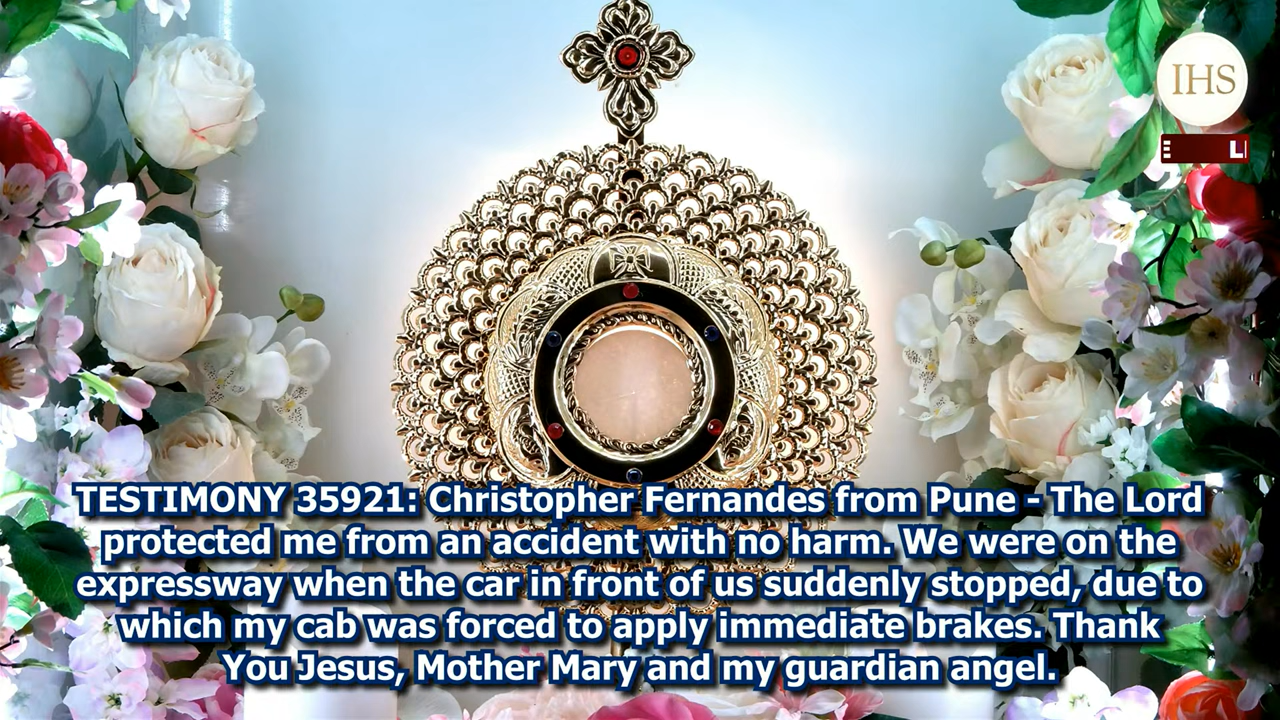 IHS
L
TESTIMONY 35921: Christopher Fernandes from Pune - The Lord
protected me from an accident with no harm. We were on the
expressway when the car in front of us suddenly stopped, due to
which my cab was forced to apply immediate brakes. Thank
You Jesus, Mother Mary and my guardian angel.